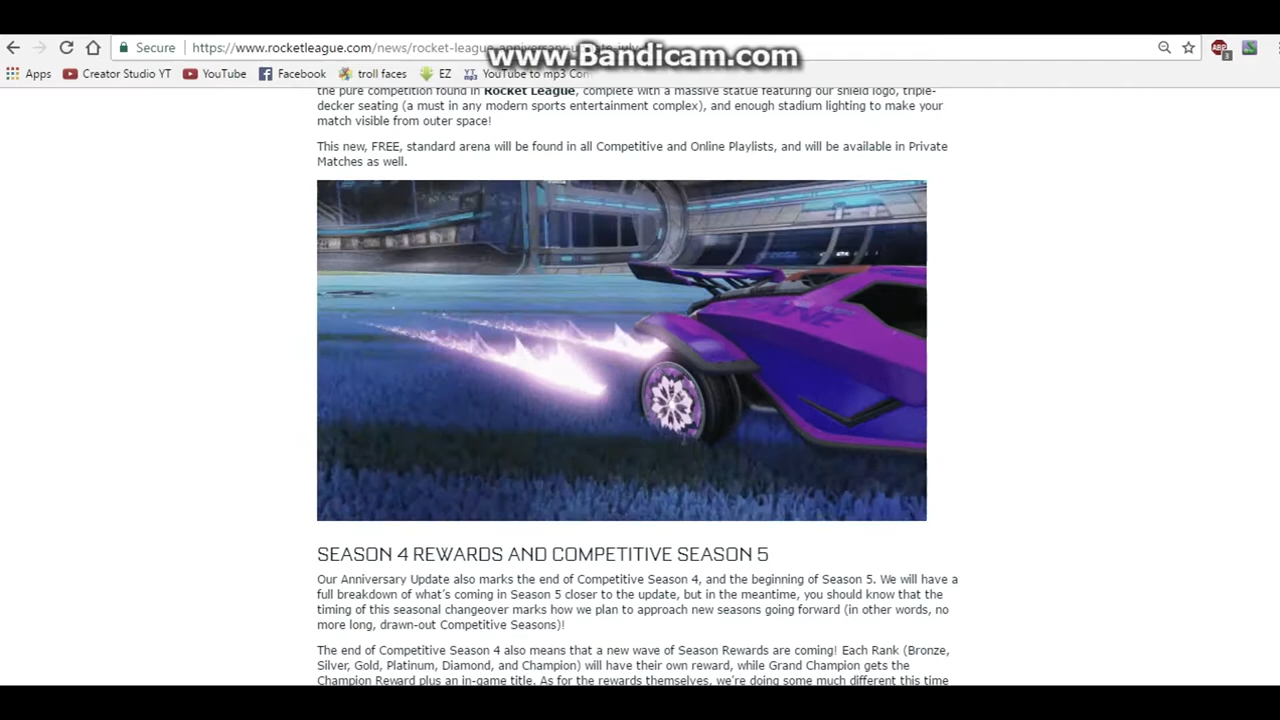 www.Bandicam.com
Secure https://www.rocketleague.com/news/rocket-league-anniversary-update-july
ABP
3
Apps Creator Studio YT YouTube Facebook troll faces EZ YouTube to mp3 Con
the pure competition found in Rocket League, complete with a massive statue featuring our shield logo, triple-
decker seating (a must in any modern sports entertainment complex), and enough stadium lighting to make your
match visible from outer space!
This new, FREE, standard arena will be found in all Competitive and Online Playlists, and will be available in Private
Matches as well.
SEASON 4 REWARDS AND COMPETITIVE SEASON 5
Our Anniversary Update also marks the end of Competitive Season 4, and the beginning of Season 5. We will have a
full breakdown of what's coming in Season 5 closer to the update, but in the meantime, you should know that the
timing of this seasonal changeover marks how we plan to approach new seasons going forward (in other words, no
more long, drawn-out Competitive Seasons)!
The end of Competitive Season 4 also means that a new wave of Season Rewards are coming! Each Rank (Bronze,
Silver, Gold, Platinum, Diamond, and Champion) will have their own reward, while Grand Champion gets the
Champion Reward plus an in-game title. As for the rewards themselves, we're doing some much different this time